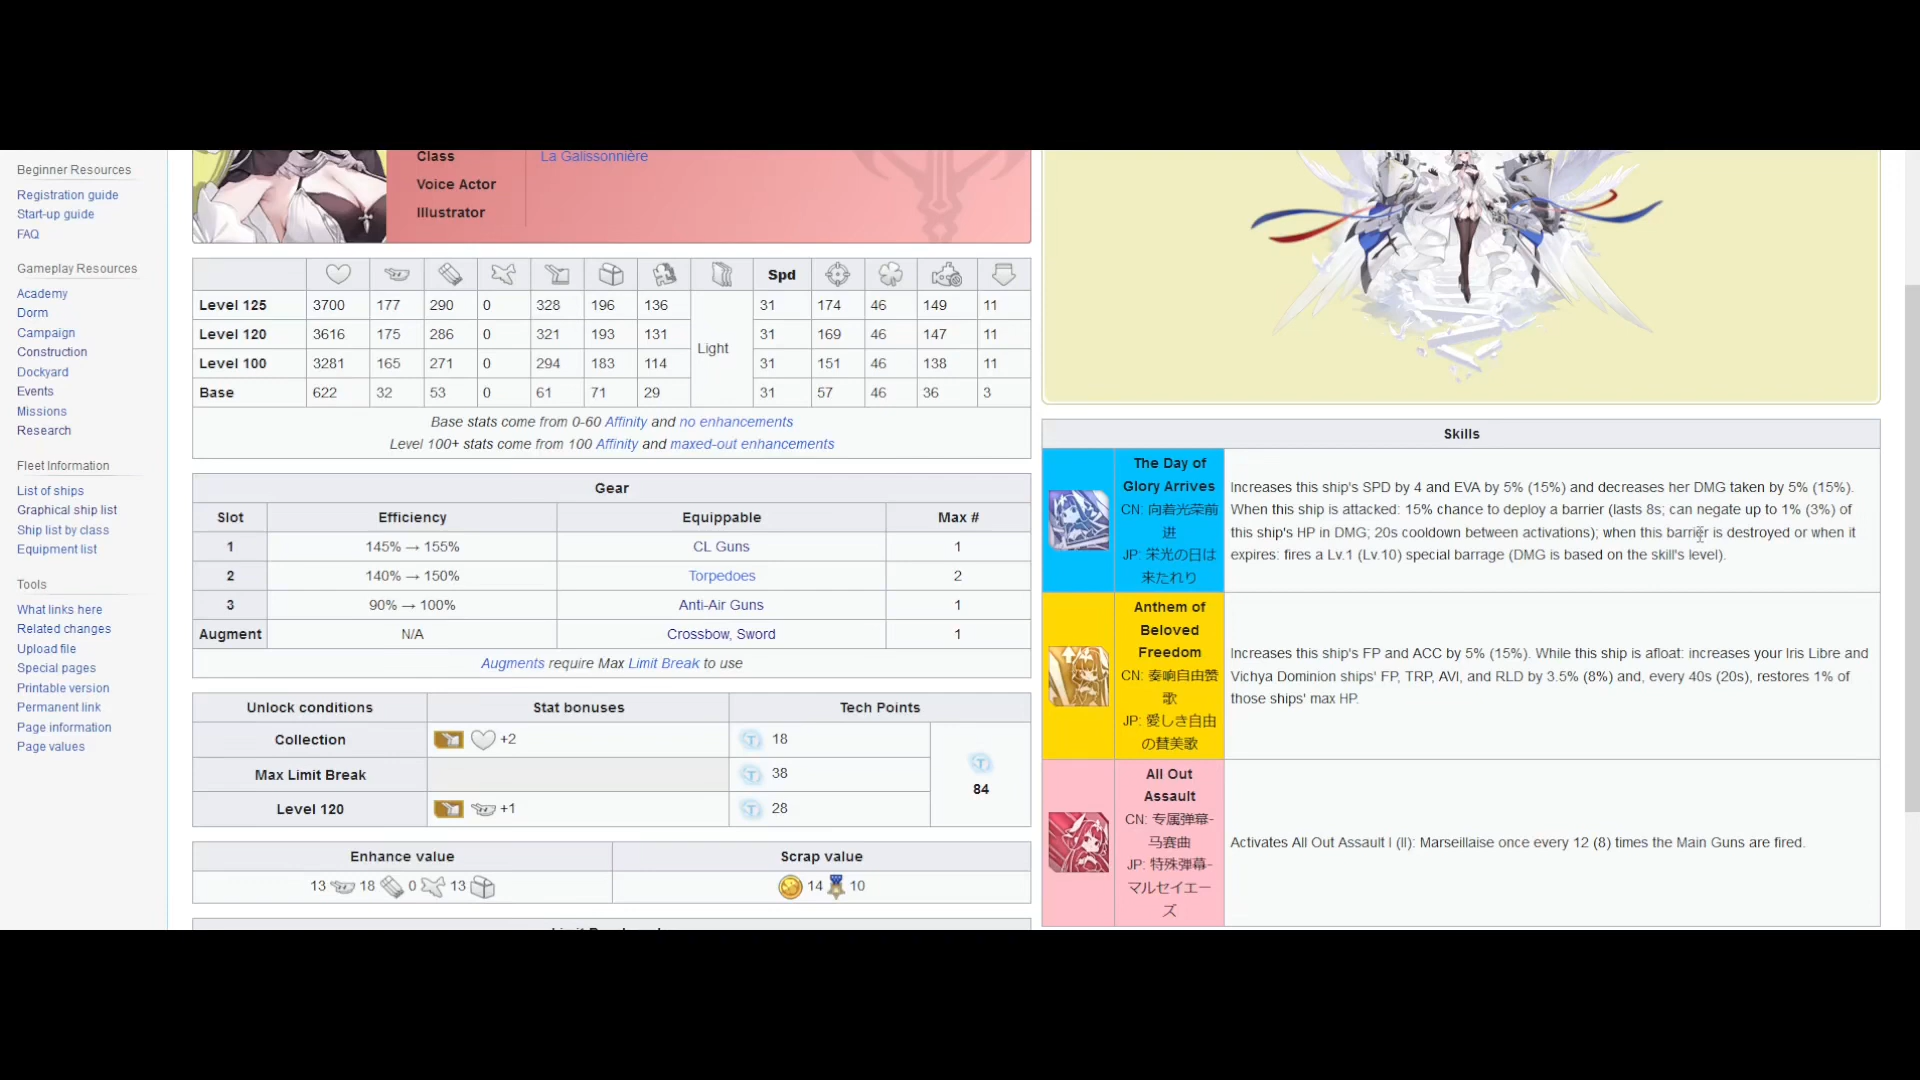 Beginner Resources
Registration guide
Start-up guide
FAQ
Gameplay Resources
Academy
Dorm
Campaign
Construction
Dockyard
Events
Missions
Research
Fleet Information
List of ships
Graphical ship list
Ship list by class
Equipment list
Tools
What links here
Related changes
Upload file
Special pages
Printable version
Permanent link
Page information
Page values
Class La Galissonnière
Voice Actor
Illustrator
Spd
Level 125 3700 177 290 0 328 196 136 Light 31 174 46 149 11
Level 120 3616 175 286 0 321 193 131 31 169 46 147 11
Level 100 3281 165 271 0 294 183 114 31 151 46 138 11
Base 622 32 53 0 61 71 29 31 57 46 36 3
Base stats come from 0-60 Affinity and no enhancements
Level 100+ stats come from 100 Affinity and maxed-out enhancements
Gear
Slot Efficiency Equippable Max #
1 145% → 155% CL Guns 1
2 140% → 150% Torpedoes 2
3 90% → 100% Anti-Air Guns 1
Augment N/A Crossbow, Sword 1
Augments require Max Limit Break to use
Unlock conditions Stat bonuses Tech Points
Collection +2 18
Max Limit Break 38
84
Level 120 +1 28
Enhance value Scrap value
13 18 0 13 14 10
Skills
The Day of
Glory Arrives
CN: 向着光荣前
进
JP: 栄光の日は
来たれり
Increases this ship's SPD by 4 and EVA by 5% (15%) and decreases her DMG taken by 5% (15%).
When this ship is attacked: 15% chance to deploy a barrier (lasts 8s; can negate up to 1% (3%) of
this ship's HP in DMG; 20s cooldown between activations); when this barrier is destroyed or when it
expires: fires a Lv.1 (Lv.10) special barrage (DMG is based on the skill's level).
Anthem of
Beloved
Freedom
CN: 奏响自由赞
歌
JP: 愛しき自由
の賛美歌
Increases this ship's FP and ACC by 5% (15%). While this ship is afloat: increases your Iris Libre and
Vichya Dominion ships' FP, TRP, AVI, and RLD by 3.5% (8%) and, every 40s (20s), restores 1% of
those ships' max HP.
All Out
Assault
CN: 专属弹幕-
马赛曲
JP: 特殊弾幕-
マルセイエー
ズ
Activates All Out Assault I (II): Marseillaise once every 12 (8) times the Main Guns are fired.